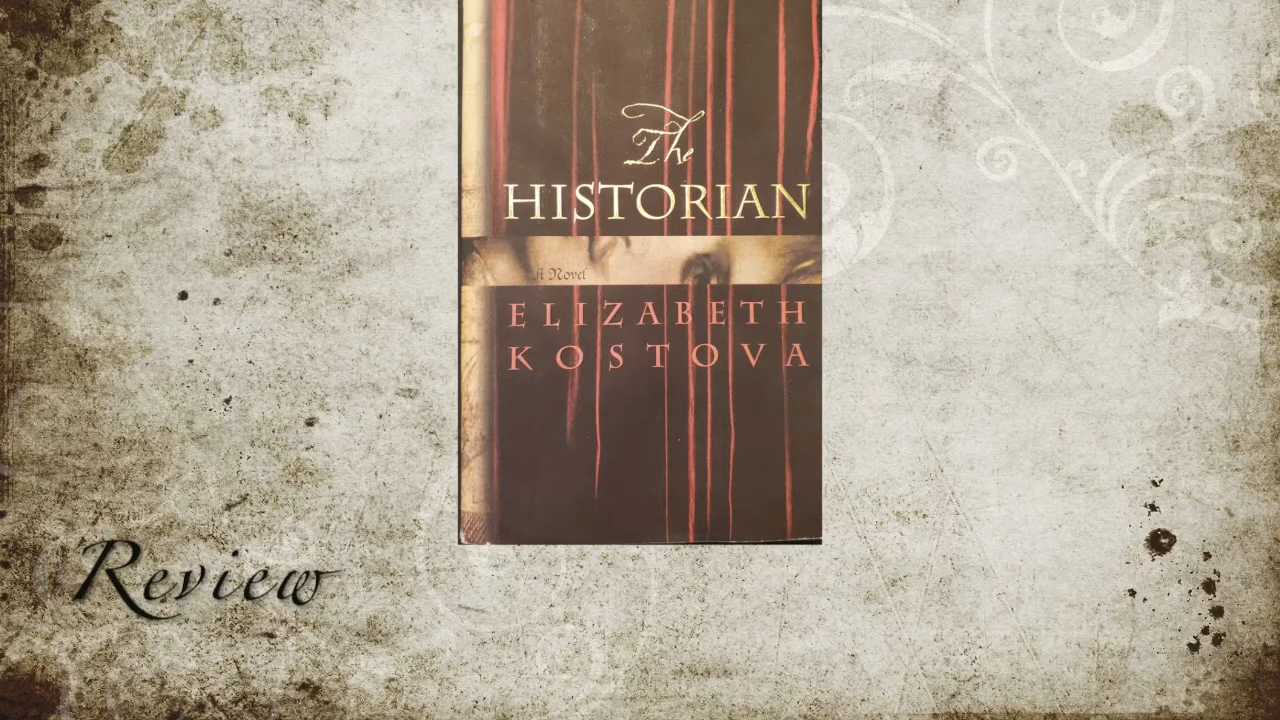 The
HISTORIAN
A Novel
ELIZABETH
KOSTOVA
Review